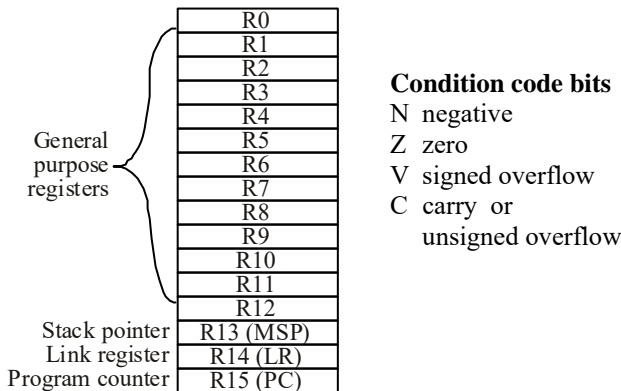 R0
R1
R2
R3
R4
R5
R6
R7
R8
R9
R10
R11
R12
R13 (MSP)
R14 (LR)
R15 (PC)
General
purpose
registers
Stack pointer
Link register
Program counter
Condition code bits
N negative
Z zero
V signed overflow
C carry or
unsigned overflow